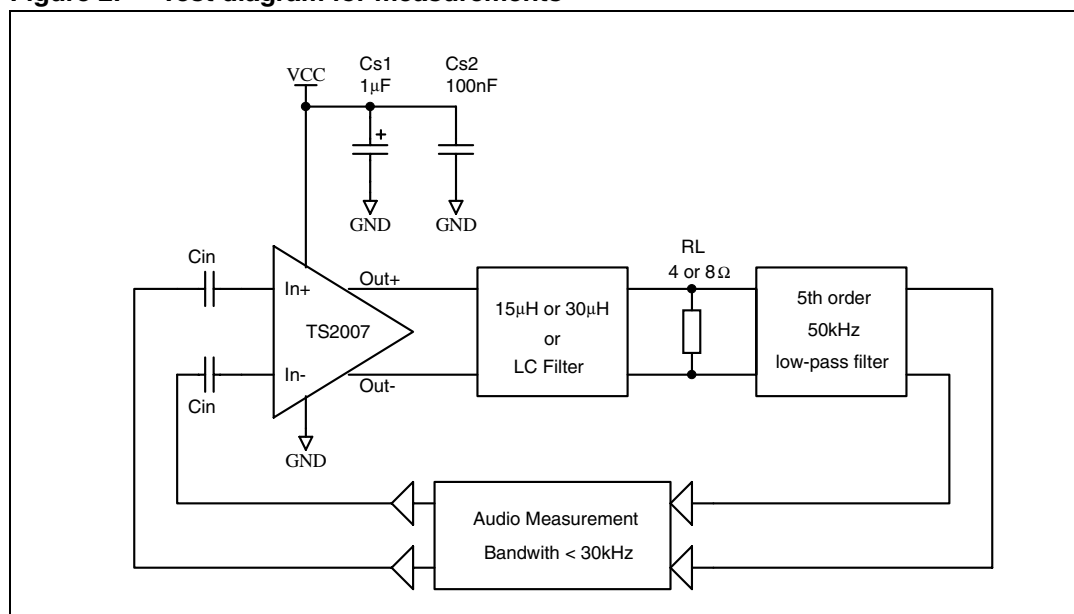 Figure 2. Test diagram for measurements
VCC
Cs1
1μF
Cs2
100nF
+
GND
GND
Cin
In+
Out+
TS2007
In-
Out-
Cin
GND
15μH or 30μH
or
LC Filter
RL
4 or 8Ω
5th order
50kHz
low-pass filter
Audio Measurement
Bandwith < 30kHz